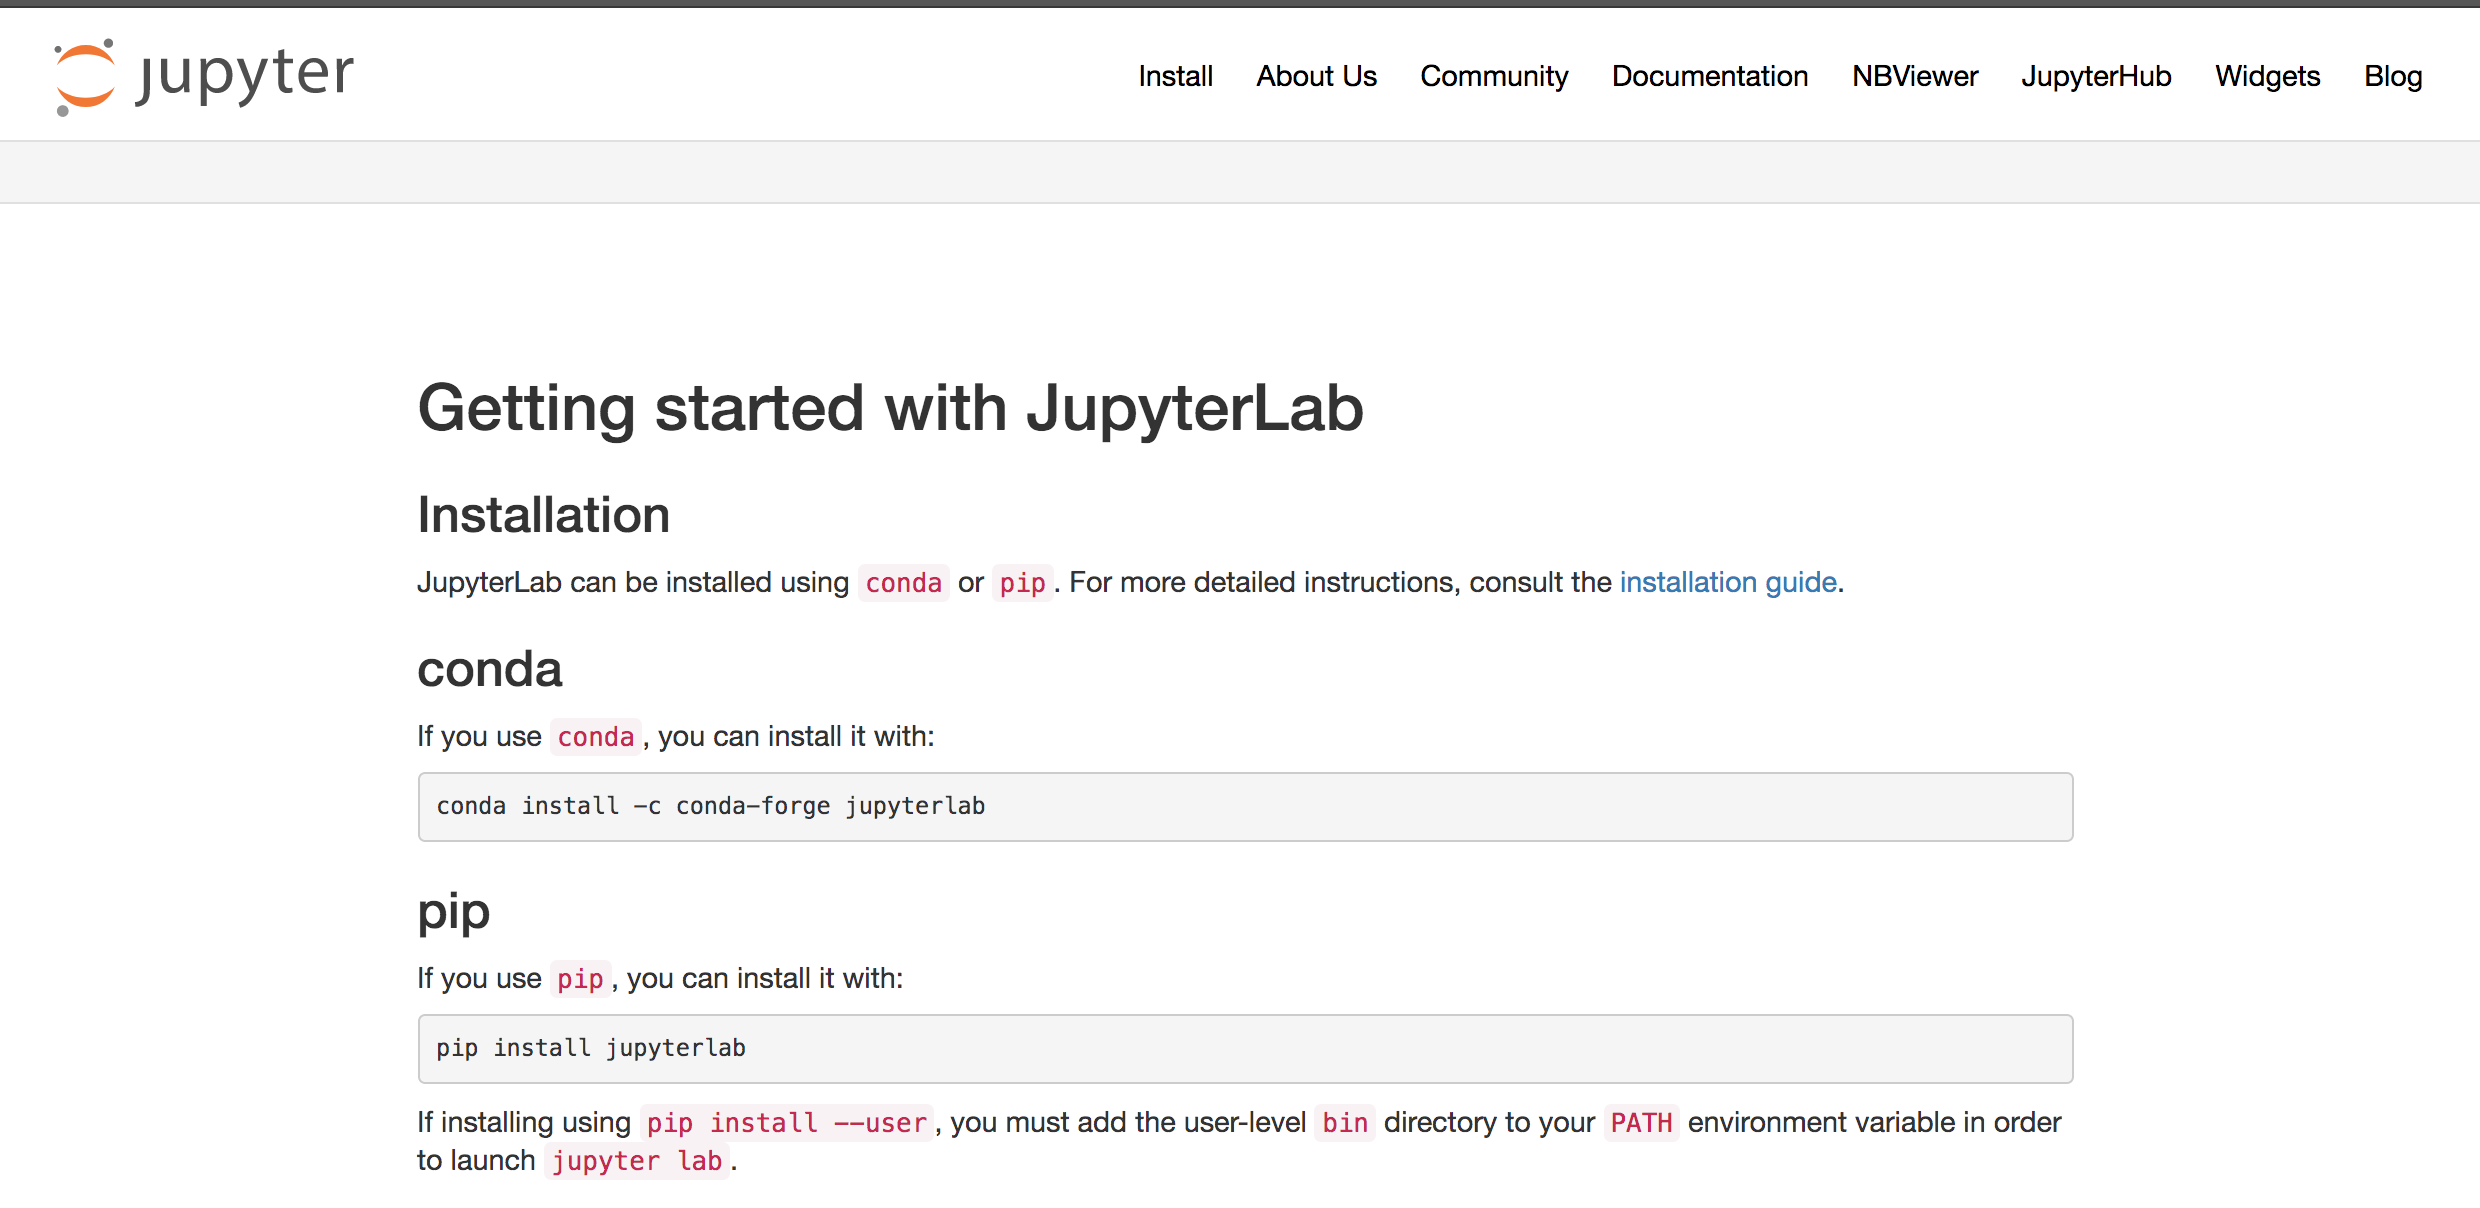 jupyter
Install About Us Community Documentation NBViewer JupyterHub Widgets Blog
Getting started with JupyterLab
Installation
JupyterLab can be installed using conda or pip. For more detailed instructions, consult the installation guide.
conda
If you use conda, you can install it with:
conda install -c conda-forge jupyterlab
pip
If you use pip, you can install it with:
pip install jupyterlab
If installing using pip install --user, you must add the user-level bin directory to your PATH environment variable in order
to launch jupyter lab.